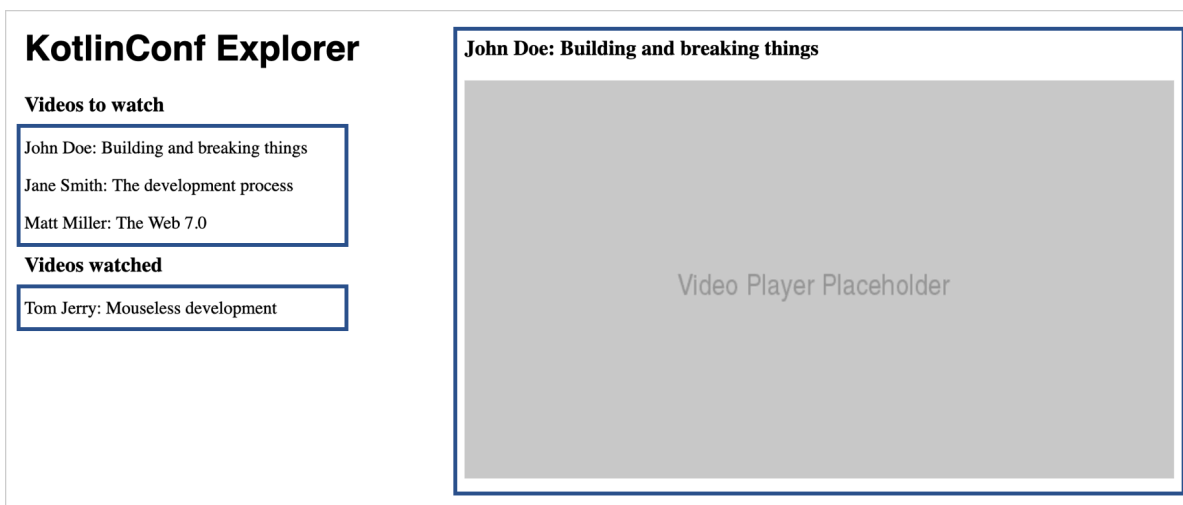 KotlinConf Explorer
Videos to watch
John Doe: Building and breaking things
Jane Smith: The development process
Matt Miller: The Web 7.0
Videos watched
Tom Jerry: Mouseless development
John Doe: Building and breaking things
Video Player Placeholder